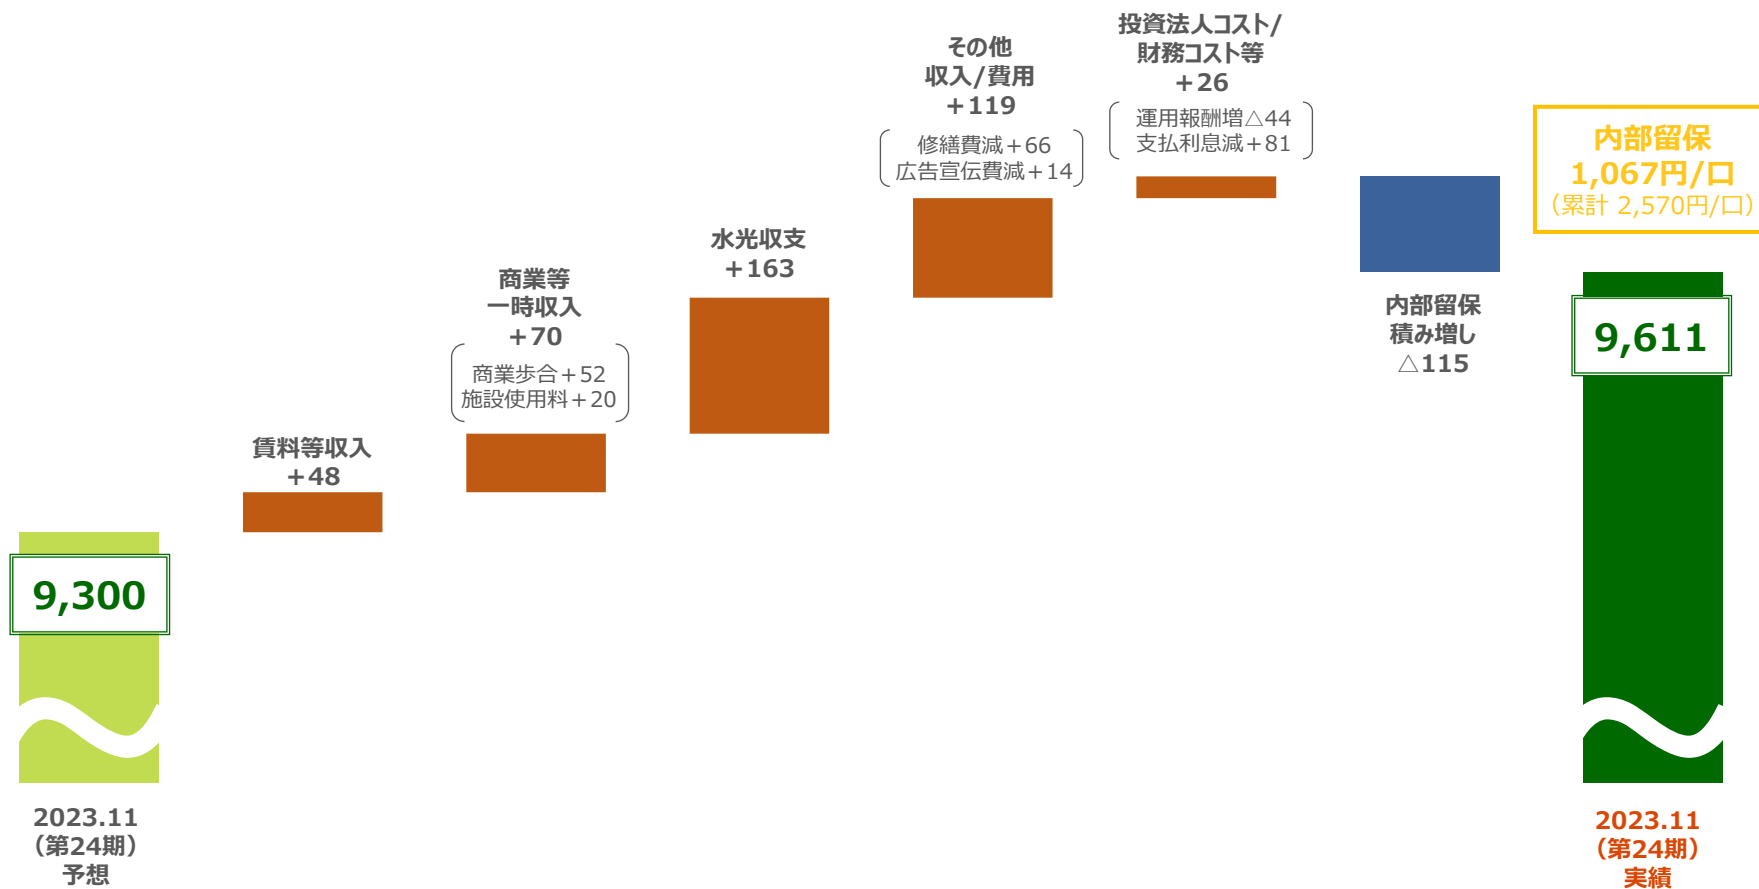 9,300
2023.11
（第24期）
予想
賃料等収入
+48
商業等
一時収入
+70
商業歩合+52
施設使用料+20
水光収支
+163
その他
収入/費用
+119
修繕費減+66
広告宣伝費減+14
投資法人コスト/
財務コスト等
+26
運用報酬増△44
支払利息減+81
内部留保
積み増し
△115
内部留保
1,067円/口
（累計 2,570円/口）
9,611
2023.11
（第24期）
実績